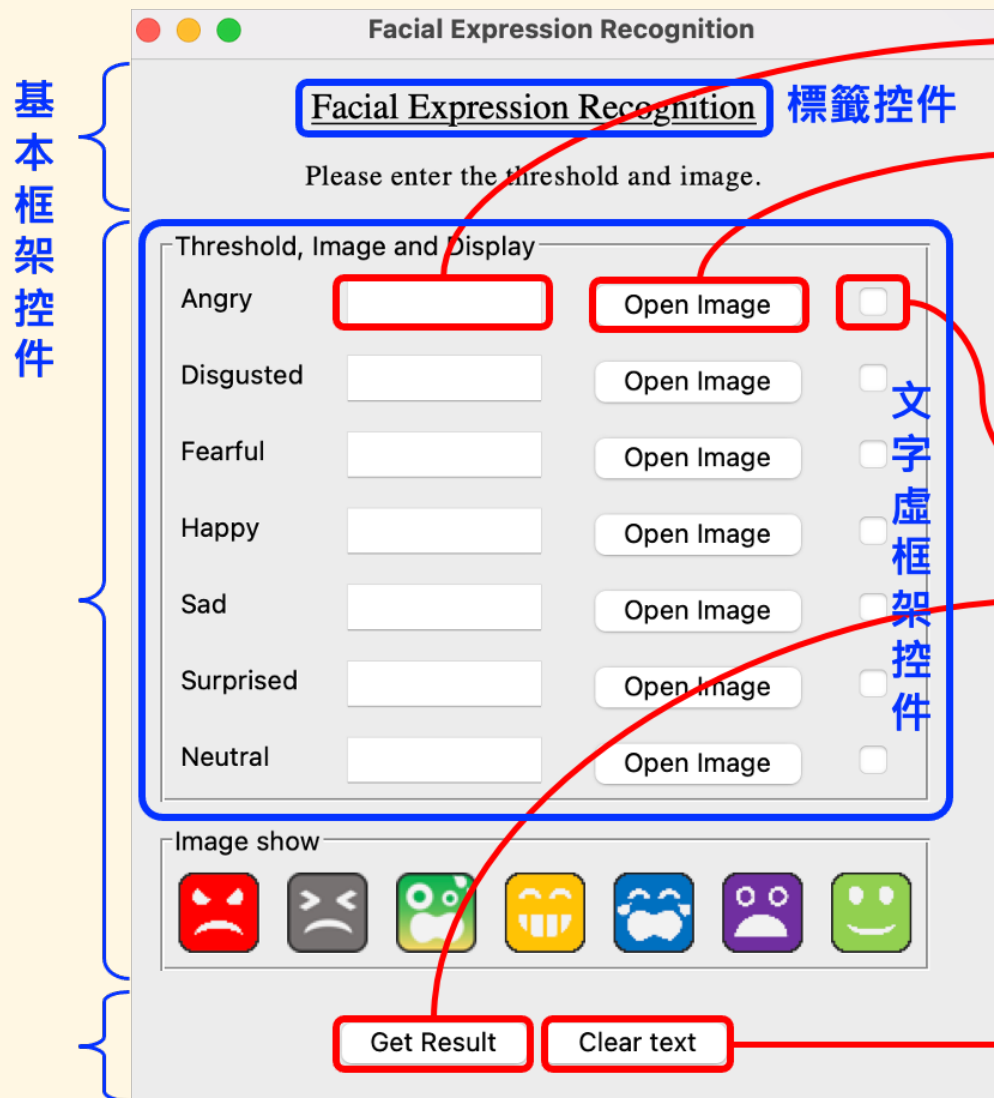 Facial Expression Recognition
Facial Expression Recognition
標籤控件
Please enter the threshold and image.
基本框架控件
Threshold, Image and Display
Angry Open Image
Disgusted Open Image
Fearful Open Image
Happy Open Image
Sad Open Image
Surprised Open Image
Neutral Open Image
文字虛框架控件
Image show
Get Result Clear text